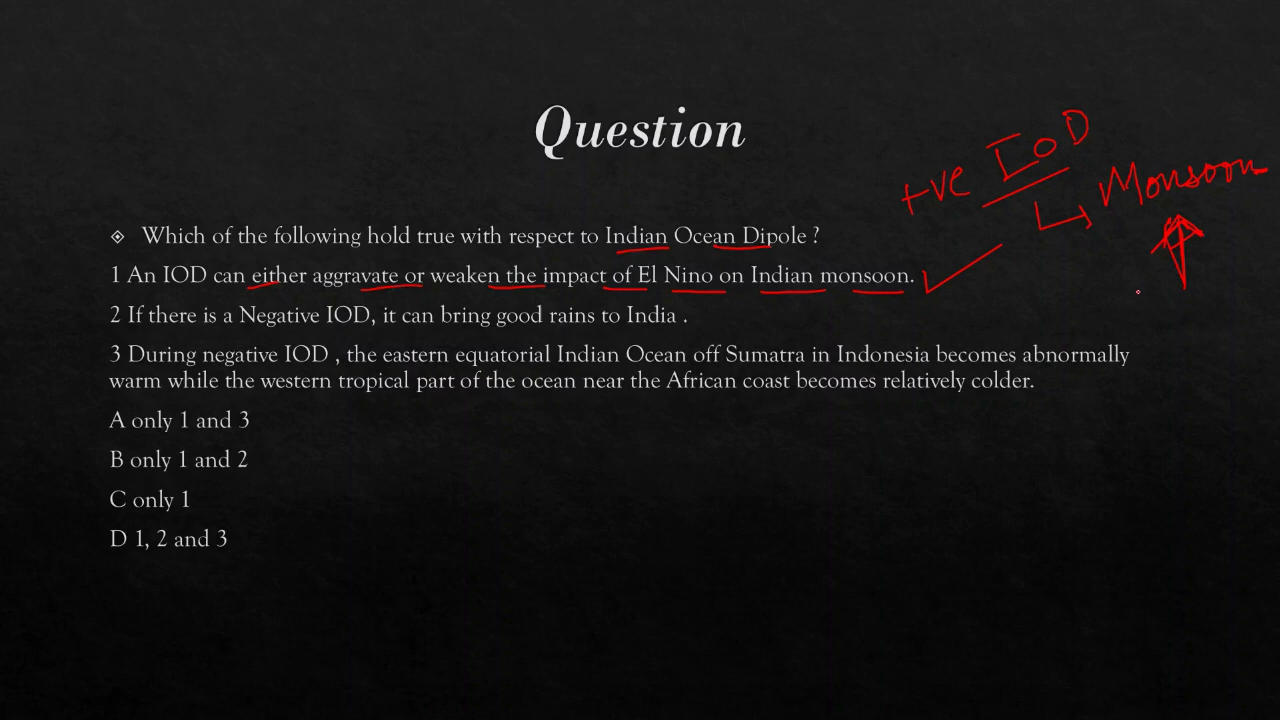 Question
+ve IOD
Monsoon
Which of the following hold true with respect to Indian Ocean Dipole ?
1 An IOD can either aggravate or weaken the impact of El Nino on Indian monsoon.
2 If there is a Negative IOD, it can bring good rains to India .
3 During negative IOD , the eastern equatorial Indian Ocean off Sumatra in Indonesia becomes abnormally
warm while the western tropical part of the ocean near the African coast becomes relatively colder.
A only 1 and 3
B only 1 and 2
C only 1
D 1, 2 and 3